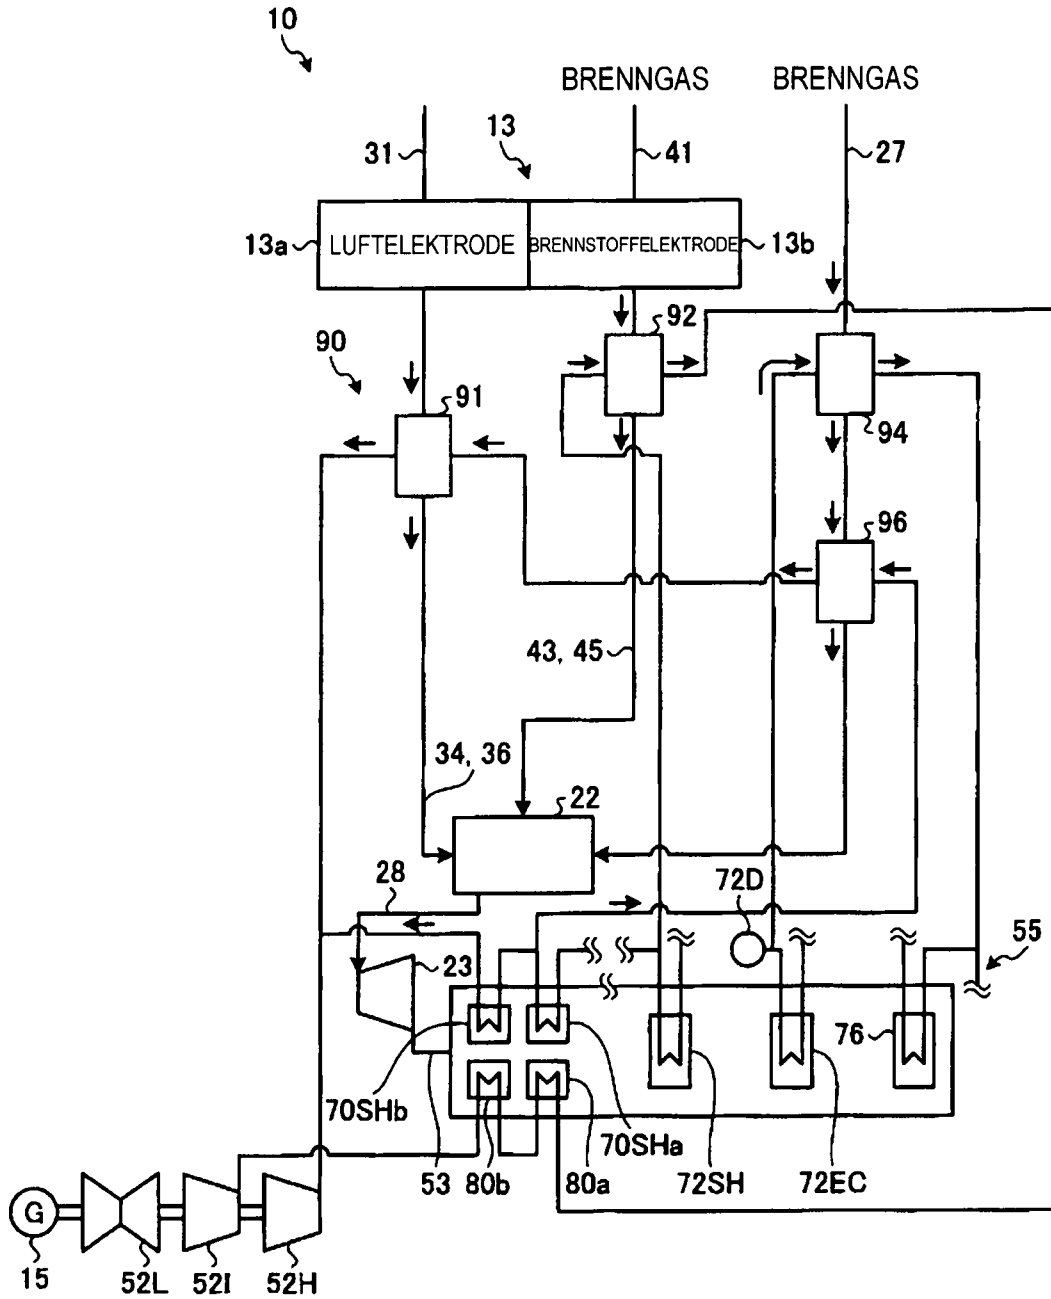 10
BRENNGAS BRENNGAS
31 13 41 27
13a LUFTELEKTRODE BRENNSTOFFELEKTRODE 13b
92
90
91
94
96
43, 45
34, 36
22
28
72D
23
55
76
70SHb 70SHa
53 80b 80a 72SH 72EC
G
15 52L 52I 52H